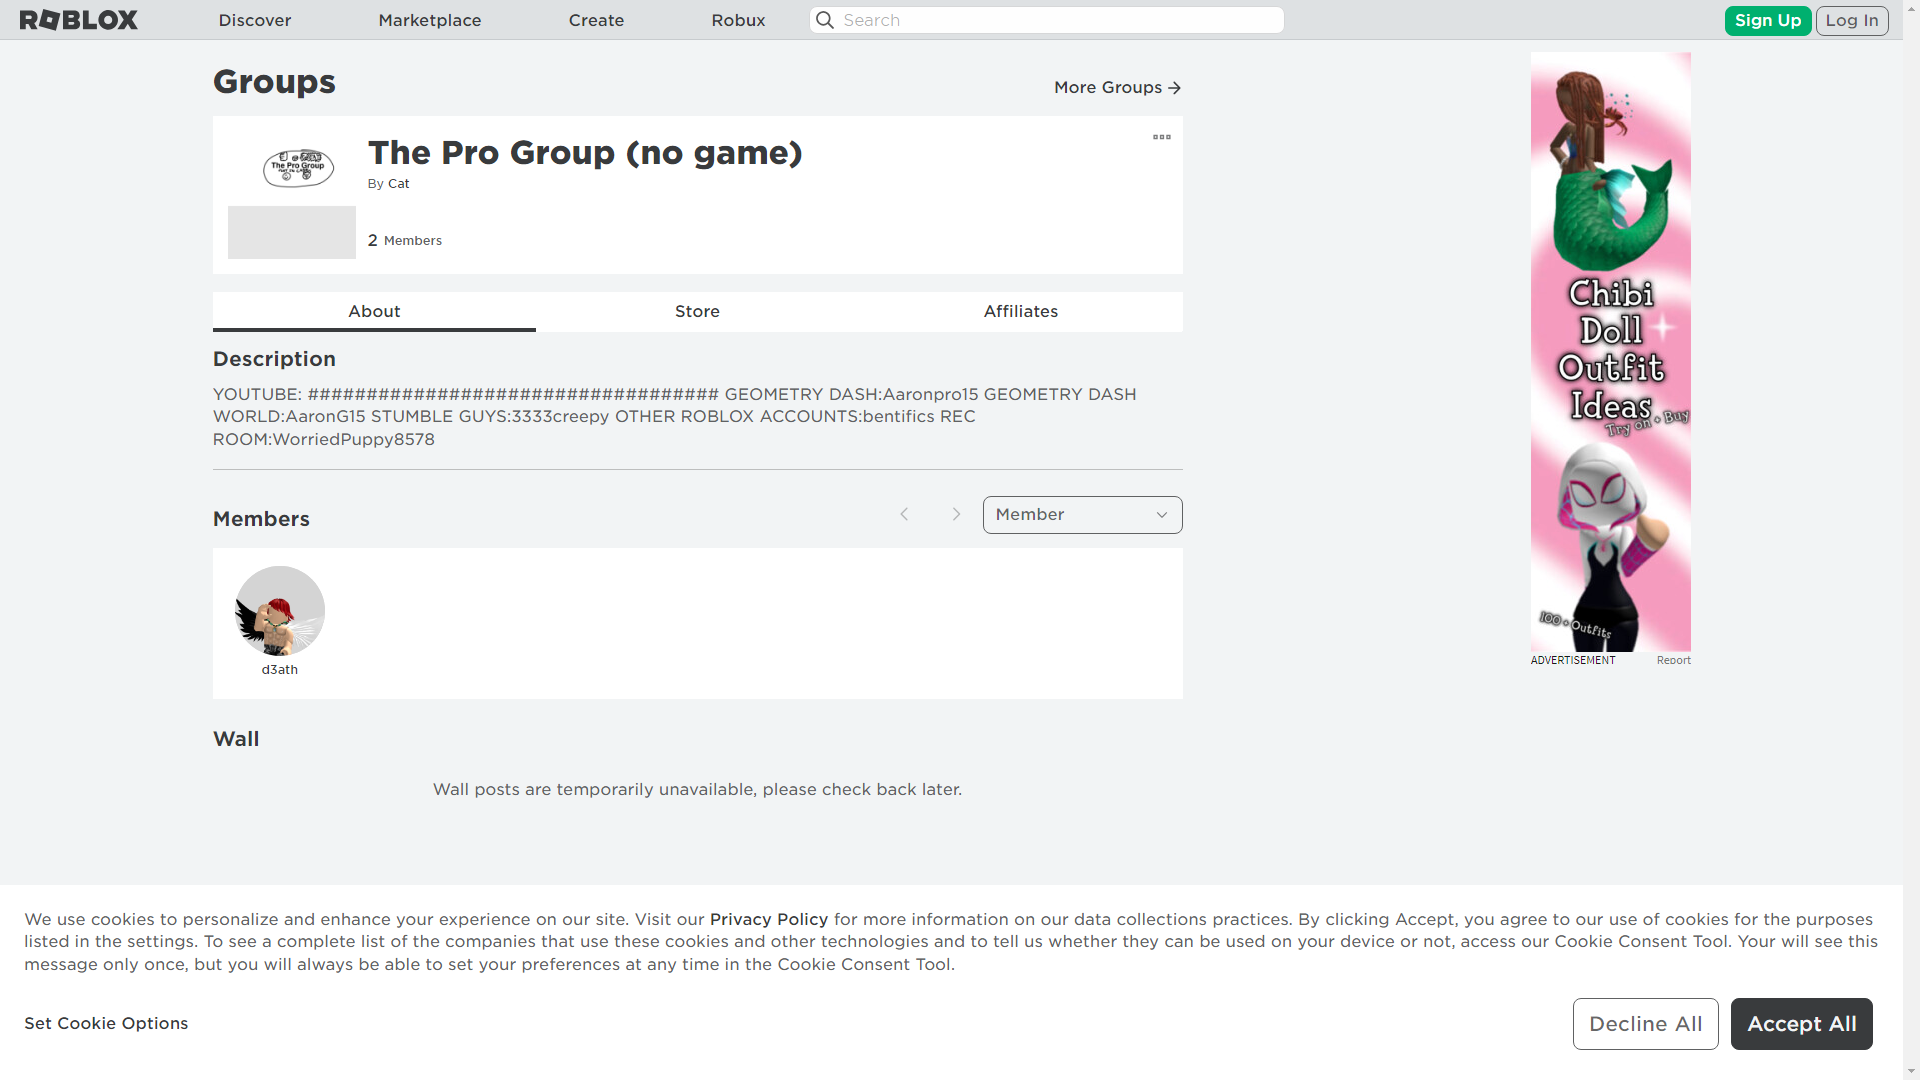 ROBLOX
Discover
Marketplace
Create
Robux
Search
Sign Up
Log In
Groups
More Groups
The Pro Group
The Pro Group (no game)
By Cat
2 Members
About
Store
Affiliates
Description
YOUTUBE: ################################### GEOMETRY DASH:Aaronpro15 GEOMETRY DASH
WORLD:AaronG15 STUMBLE GUYS:3333creepy OTHER ROBLOX ACCOUNTS:bentifics REC
ROOM:WorriedPuppy8578
Members
Member
d3ath
Wall
Wall posts are temporarily unavailable, please check back later.
Chibi
Doll
Outfit
Ideas
Try on + Buy
100 + Outfits
ADVERTISEMENT
Report
We use cookies to personalize and enhance your experience on our site. Visit our Privacy Policy for more information on our data collections practices. By clicking Accept, you agree to our use of cookies for the purposes
listed in the settings. To see a complete list of the companies that use these cookies and other technologies and to tell us whether they can be used on your device or not, access our Cookie Consent Tool. Your will see this
message only once, but you will always be able to set your preferences at any time in the Cookie Consent Tool.
Set Cookie Options
Decline All
Accept All